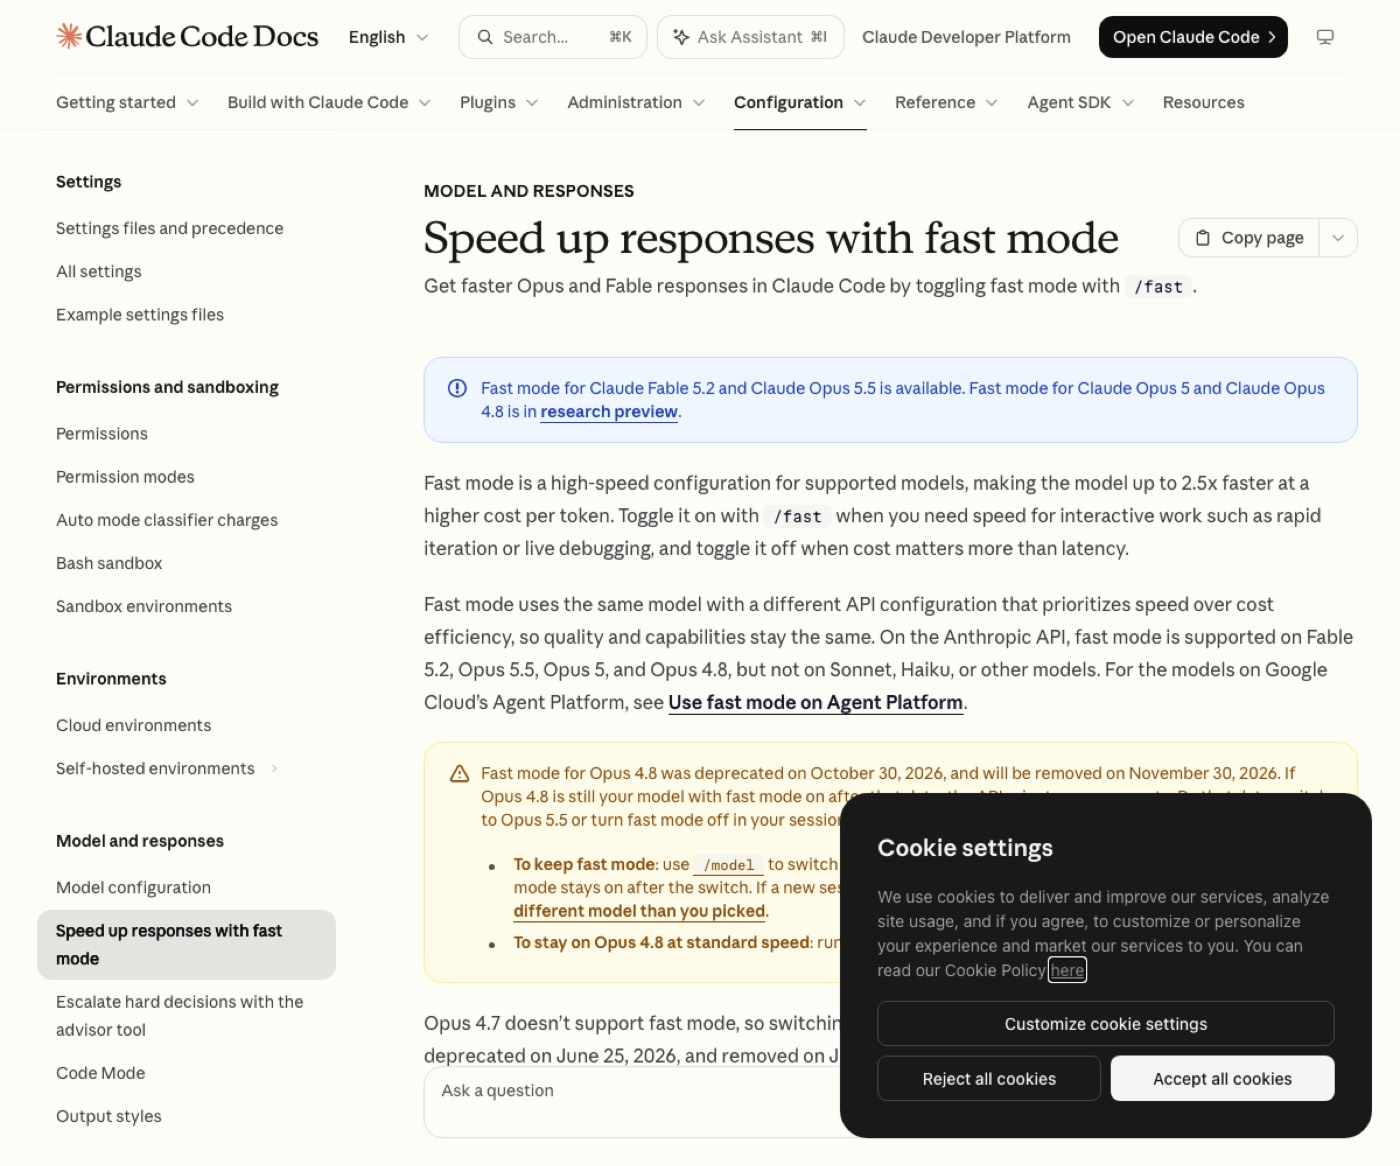 Claude Code Docs
English
Search...
⌘K
Ask Assistant
⌘I
Claude Developer Platform
Open Claude Code
Getting started
Build with Claude Code
Plugins
Administration
Configuration
Reference
Agent SDK
Resources
Settings
Settings files and precedence
All settings
Example settings files
Permissions and sandboxing
Permissions
Permission modes
Auto mode classifier charges
Bash sandbox
Sandbox environments
Environments
Cloud environments
Self-hosted environments
Model and responses
Model configuration
Speed up responses with fast
mode
Escalate hard decisions with the
advisor tool
Code Mode
Output styles
MODEL AND RESPONSES
Speed up responses with fast mode
Copy page
Get faster Opus and Fable responses in Claude Code by toggling fast mode with /fast .
Fast mode for Claude Fable 5.2 and Claude Opus 5.5 is available. Fast mode for Claude Opus 5 and Claude Opus
4.8 is in research preview.
Fast mode is a high-speed configuration for supported models, making the model up to 2.5x faster at a
higher cost per token. Toggle it on with /fast when you need speed for interactive work such as rapid
iteration or live debugging, and toggle it off when cost matters more than latency.
Fast mode uses the same model with a different API configuration that prioritizes speed over cost
efficiency, so quality and capabilities stay the same. On the Anthropic API, fast mode is supported on Fable
5.2, Opus 5.5, Opus 5, and Opus 4.8, but not on Sonnet, Haiku, or other models. For the models on Google
Cloud's Agent Platform, see Use fast mode on Agent Platform.
Fast mode for Opus 4.8 was deprecated on October 30, 2026, and will be removed on November 30, 2026. If
Opus 4.8 is still your model with fast mode on after
to Opus 5.5 or turn fast mode off in your session
To keep fast mode: use /model to switch
mode stays on after the switch. If a new
different model than you picked.
To stay on Opus 4.8 at standard speed: run
Opus 4.7 doesn't support fast mode, so
deprecated on June 25, 2026, and removed on
Ask a question
Cookie settings
We use cookies to deliver and improve our services, analyze
site usage, and if you agree, to customize or personalize
your experience and market our services to you. You can
read our Cookie Policy here
Customize cookie settings
Reject all cookies
Accept all cookies